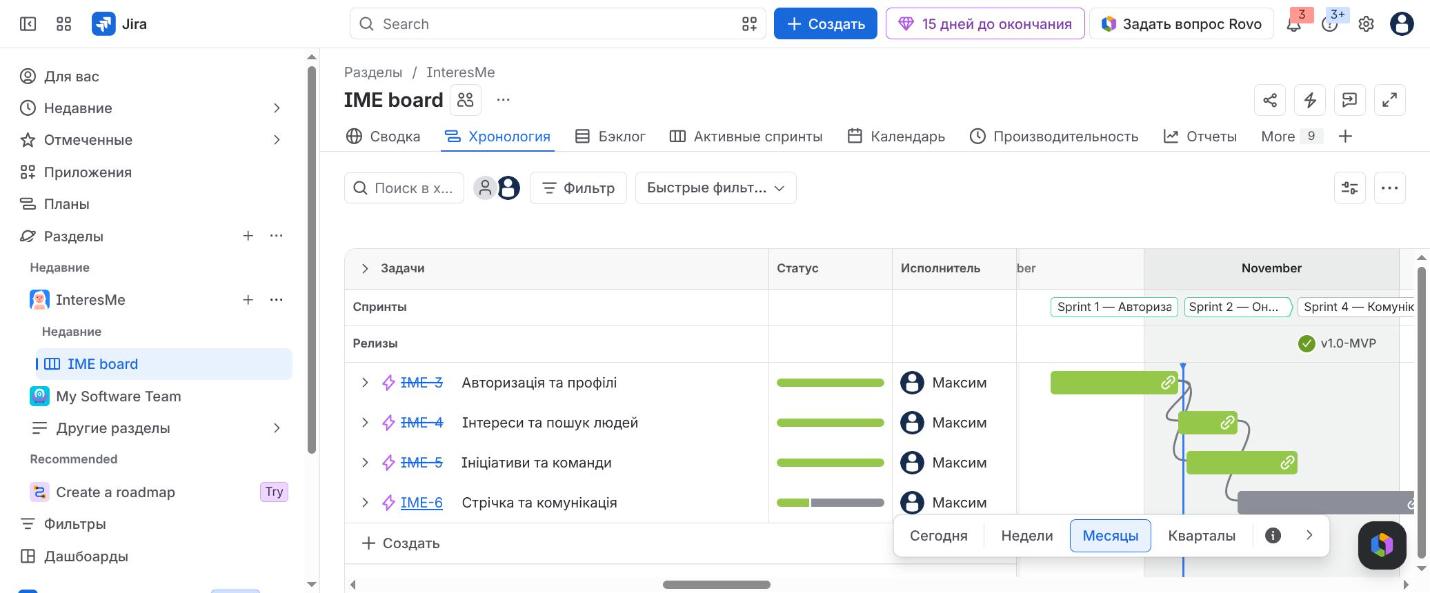 Jira
Search
Создать
15 дней до окончания
Задать вопрос Rovo
3
3+
Для вас
Недавние
Отмеченные
Приложения
Планы
Разделы
Недавние
InteresMe
Недавние
IME board
My Software Team
Другие разделы
Recommended
Create a roadmap
Try
Фильтры
Дашборды
Разделы / InteresMe
IME board
Сводка
Хронология
Бэклог
Активные спринты
Календарь
Производительность
Отчеты
More 9
Поиск в х...
Фильтр
Быстрые фильт...
Задачи
Статус
Исполнитель
ber
November
Спринты
Sprint 1 — Авториза
Sprint 2 — Он...
Sprint 4 — Комунік
Релизы
v1.0-MVP
IME-3 Авторизація та профілі Максим
IME-4 Інтереси та пошук людей Максим
IME-5 Ініціативи та команди Максим
IME-6 Стрічка та комунікація Максим
Создать
Сегодня
Недели
Месяцы
Кварталы